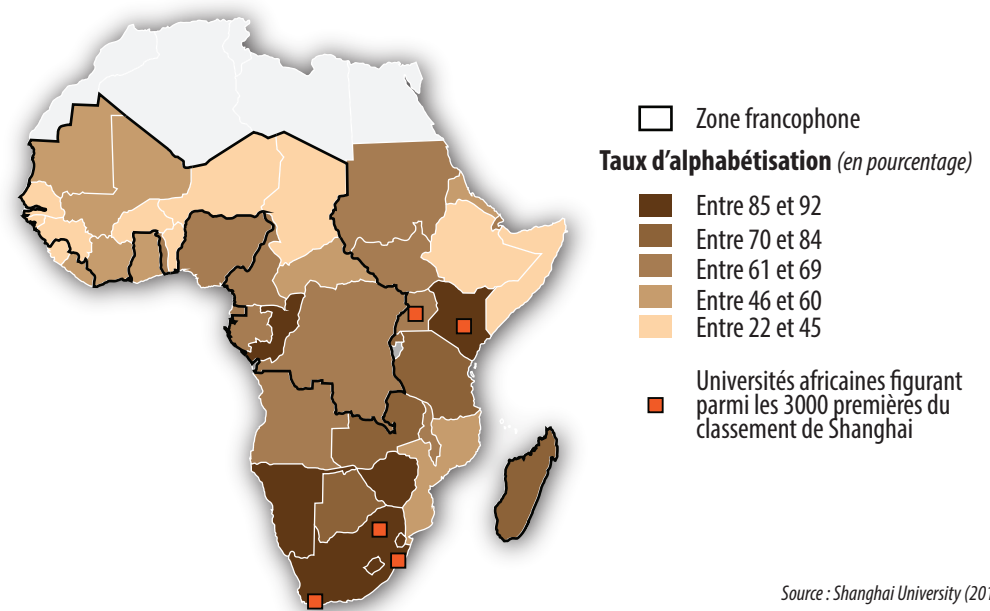 Zone francophone
Taux d'alphabétisation (en pourcentage)
Entre 85 et 92
Entre 70 et 84
Entre 61 et 69
Entre 46 et 60
Entre 22 et 45
Universités africaines figurant
parmi les 3000 premières du
classement de Shanghai
Source : Shanghai University (201